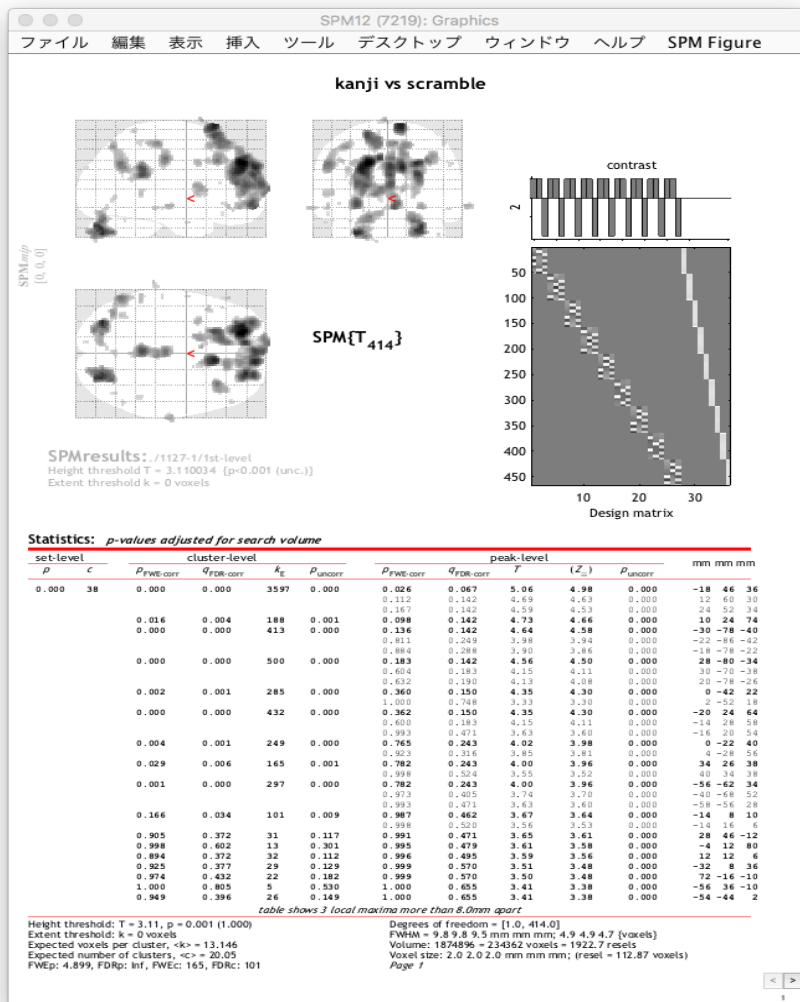 SPM12 (7219): Graphics
ファイル 編集 表示 挿入 ツール デスクトップ ウィンドウ ヘルプ SPM Figure
kanji vs scramble
SPMmip
[0, 0, 0]
<
<
<
SPM{T414}
contrast
2
50
100
150
200
250
300
350
400
450
10 20 30
Design matrix
SPMresults: ./1127-1/1st-level
Height threshold T = 3.110034 {p<0.001 (unc.)}
Extent threshold k = 0 voxels
Statistics: p-values adjusted for search volume
set-level cluster-level peak-level mm mm mm
p c pFWE-corr qFDR-corr kE puncorr pFWE-corr qFDR-corr T (Z≡) puncorr
0.000 38 0.000 0.000 3597 0.000 0.026 0.067 5.06 4.98 0.000 -18 46 36
0.112 0.142 4.69 4.63 0.000 12 60 30
0.167 0.142 4.59 4.53 0.000 24 52 34
0.016 0.004 188 0.001 0.098 0.142 4.73 4.66 0.000 10 24 74
0.000 0.000 413 0.000 0.136 0.142 4.64 4.58 0.000 -30 -78 -40
0.811 0.249 3.98 3.94 0.000 -22 -86 -42
0.884 0.288 3.90 3.86 0.000 -18 -78 -22
0.000 0.000 500 0.000 0.183 0.142 4.56 4.50 0.000 28 -80 -34
0.604 0.183 4.15 4.11 0.000 30 -70 -38
0.632 0.190 4.13 4.08 0.000 20 -78 -26
0.002 0.001 285 0.000 0.360 0.150 4.35 4.30 0.000 0 -42 22
1.000 0.748 3.33 3.30 0.000 2 -52 18
0.000 0.000 432 0.000 0.362 0.150 4.35 4.30 0.000 -20 24 64
0.600 0.183 4.15 4.11 0.000 -14 28 58
0.993 0.471 3.63 3.60 0.000 -16 20 54
0.004 0.001 249 0.000 0.765 0.243 4.02 3.98 0.000 0 -22 40
0.923 0.316 3.85 3.81 0.000 4 -28 56
0.029 0.006 165 0.001 0.782 0.243 4.00 3.96 0.000 34 26 38
0.998 0.524 3.55 3.52 0.000 40 34 38
0.001 0.000 297 0.000 0.782 0.243 4.00 3.96 0.000 -56 -62 34
0.973 0.405 3.74 3.70 0.000 -40 -68 52
0.993 0.471 3.63 3.60 0.000 -58 -56 28
0.166 0.034 101 0.009 0.987 0.462 3.67 3.64 0.000 -14 8 10
0.998 0.520 3.56 3.53 0.000 -14 16 6
0.905 0.372 31 0.117 0.991 0.471 3.65 3.61 0.000 28 46 -12
0.998 0.602 13 0.301 0.995 0.479 3.61 3.58 0.000 -4 12 80
0.894 0.372 32 0.112 0.996 0.495 3.59 3.56 0.000 12 12 6
0.925 0.377 29 0.129 0.999 0.570 3.51 3.48 0.000 -32 8 36
0.974 0.432 22 0.182 0.999 0.570 3.50 3.48 0.000 72 -16 -10
1.000 0.805 5 0.530 1.000 0.655 3.41 3.38 0.000 -56 36 -10
0.949 0.396 26 0.149 1.000 0.655 3.41 3.38 0.000 -54 -44 2
table shows 3 local maxima more than 8.0mm apart
Height threshold: T = 3.11, p = 0.001 (1.000)
Extent threshold: k = 0 voxels
Expected voxels per cluster, <k> = 13.146
Expected number of clusters, <c> = 20.05
FWEp: 4.899, FDRp: Inf, FWEc: 165, FDRc: 101
Degrees of freedom = [1.0, 414.0]
FWHM = 9.8 9.8 9.5 mm mm mm; 4.9 4.9 4.7 {voxels}
Volume: 1874896 = 234362 voxels = 1922.7 resels
Voxel size: 2.0 2.0 2.0 mm mm mm; (resel = 112.87 voxels)
Page 1
< >
1